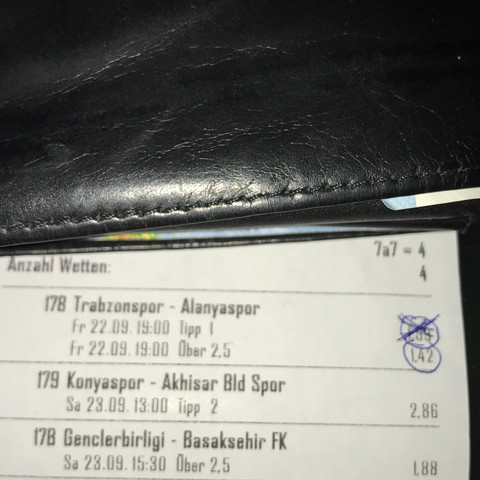 7a7 = 4
Anzahl Wetten: 4
178 Trabzonspor - Alanyaspor
Fr 22.09. 19:00 Tipp 1
Fr 22.09. 19:00 Über 2,5 1,42
179 Konyaspor - Akhisar Bld Spor
Sa 23.09. 13:00 Tipp 2 2,86
178 Genclerbirligi - Basaksehir FK
Sa 23.09. 15:30 Über 2,5 1,88